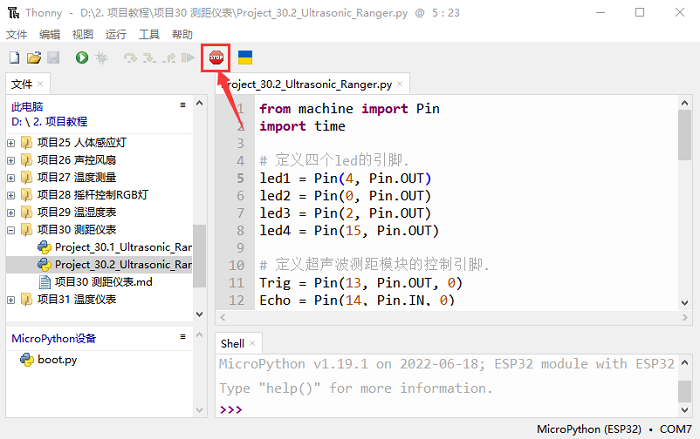 Thonny - D:\2. 项目教程\项目30 测距仪表\Project_30.2_Ultrasonic_Ranger.py @ 5 : 23
文件 编辑 视图 运行 工具 帮助
STOP
文件 ×
此电脑
D: \ 2. 项目教程
项目25 人体感应灯
项目26 声控风扇
项目27 温度测量
项目28 摇杆控制RGB灯
项目29 温湿度表
项目30 测距仪表
Project_30.1_Ultrasonic_Rar
Project_30.2_Ultrasonic_Rar
项目30 测距仪表.md
项目31 温度仪表
MicroPython设备
boot.py
Project_30.2_Ultrasonic_Ranger.py ×
1 from machine import Pin
2 import time
3
4 # 定义四个led的引脚.
5 led1 = Pin(4, Pin.OUT)
6 led2 = Pin(0, Pin.OUT)
7 led3 = Pin(2, Pin.OUT)
8 led4 = Pin(15, Pin.OUT)
9
10 # 定义超声波测距模块的控制引脚.
11 Trig = Pin(13, Pin.OUT, 0)
12 Echo = Pin(14, Pin.IN, 0)
Shell ×
MicroPython v1.19.1 on 2022-06-18; ESP32 module with ESP32
Type "help()" for more information.
>>>
MicroPython (ESP32) • COM7